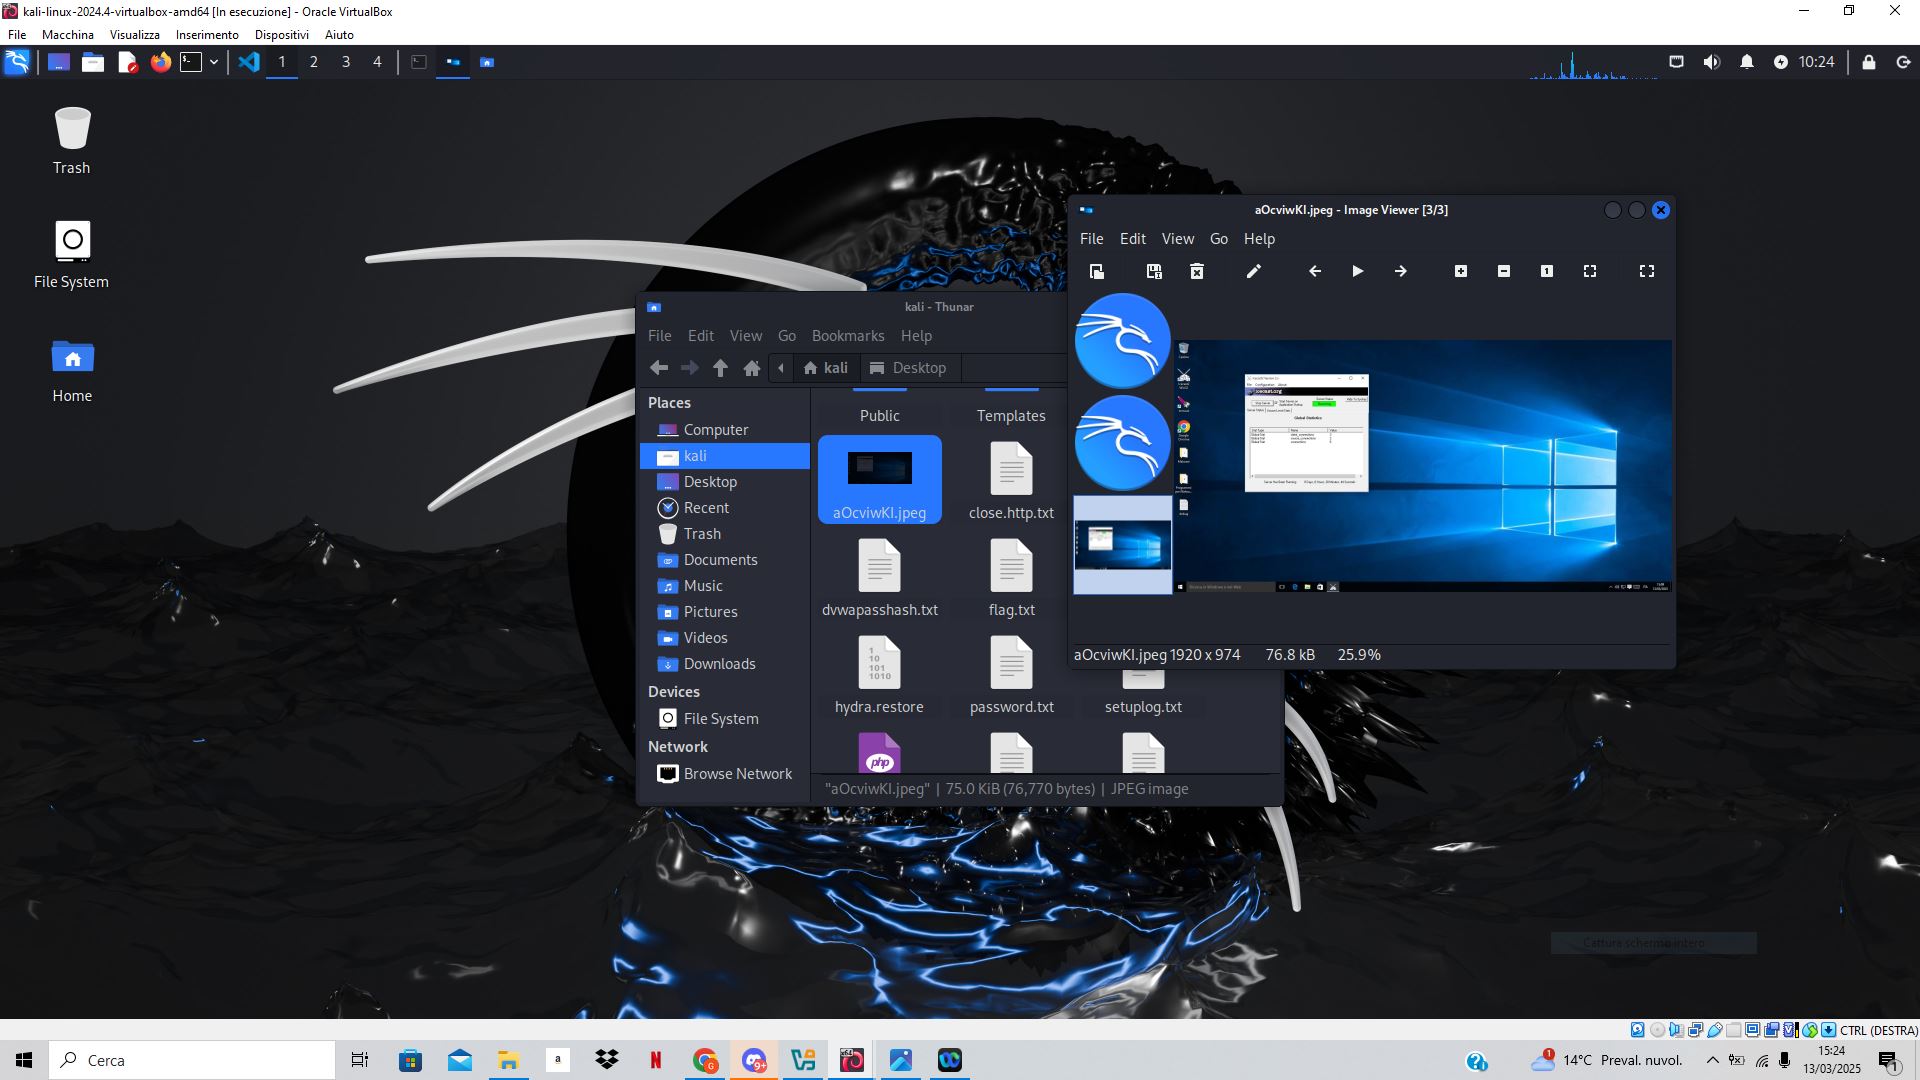 kali-linux-2024.4-virtualbox-amd64 [In esecuzione] - Oracle VirtualBox
File Macchina Visualizza Inserimento Dispositivi Aiuto
1 2 3 4
10:24
Trash
File System
Home
kali - Thunar
File Edit View Go Bookmarks Help
kali Desktop
Places
Computer
kali
Desktop
Recent
Trash
Documents
Music
Pictures
Videos
Downloads
Devices
File System
Network
Browse Network
Public Templates
aOcviwKI.jpeg close.http.txt
dvwapasshash.txt flag.txt
hydra.restore password.txt setuplog.txt
php
"aOcviwKI.jpeg" | 75.0 KiB (76,770 bytes) | JPEG image
aOcviwKI.jpeg - Image Viewer [3/3]
File Edit View Go Help
Global Statistics
aOcviwKI.jpeg 1920 x 974 76.8 kB 25.9%
Cattura schermo intero
CTRL (DESTRA)
Cerca
14°C Preval. nuvol.
15:24
13/03/2025